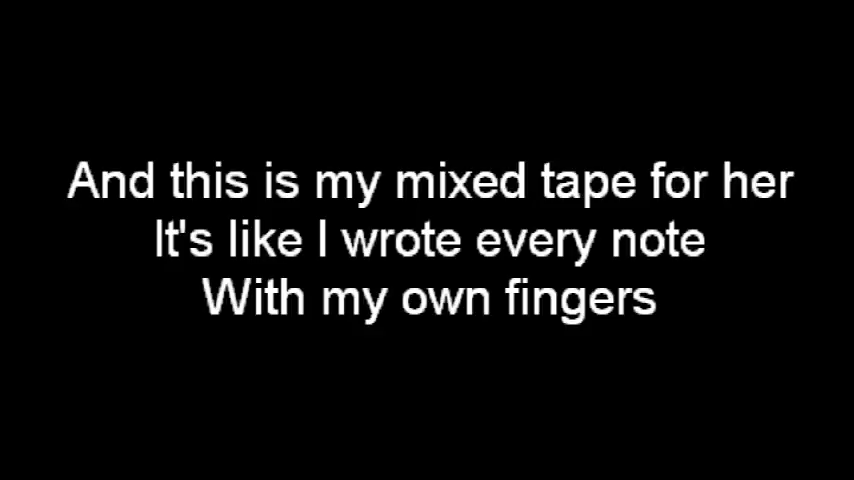 And this is my mixed tape for her
It's like I wrote every note
With my own fingers